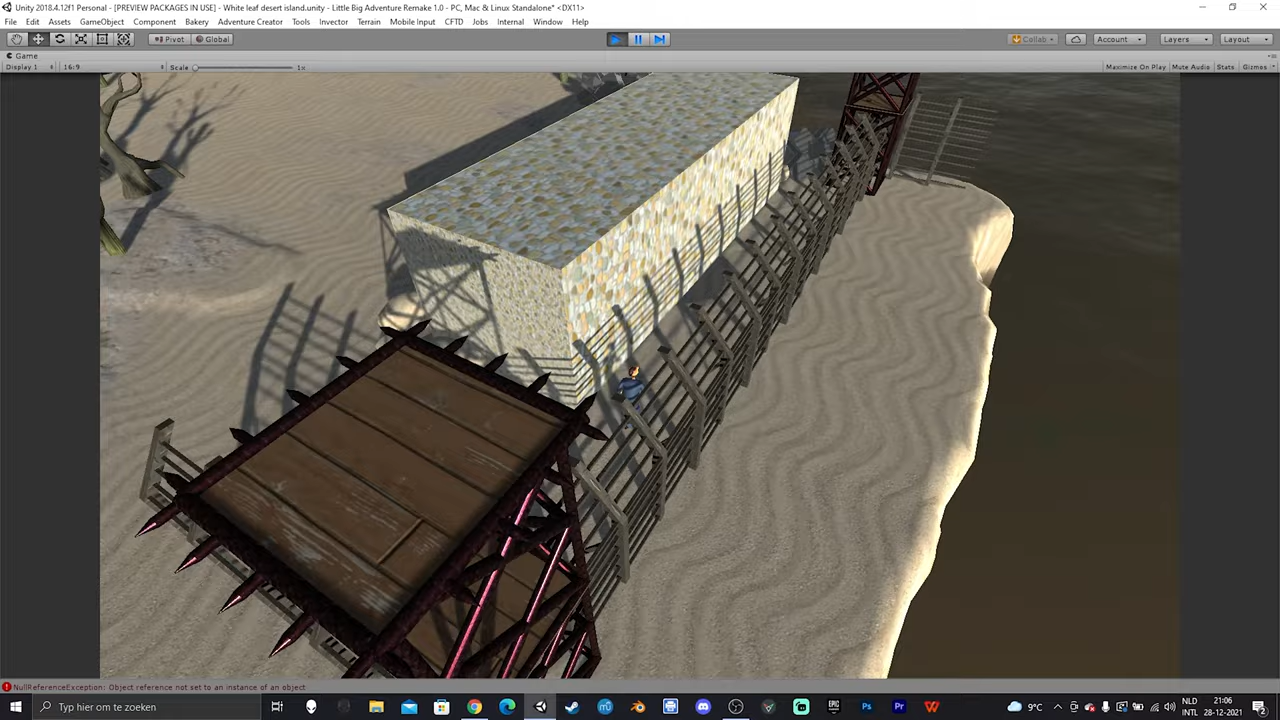 Unity 2018.4.12f1 Personal - [PREVIEW PACKAGES IN USE] - White leaf desert island.unity - Little Big Adventure Remake 1.0 - PC, Mac & Linux Standalone* <DX11>
File Edit Assets GameObject Component Bakery Adventure Creator Tools Invector Terrain Mobile Input CFTD Jobs Internal Window Help
Pivot Global Collab Account Layers Layout
Game
Display 1 16:9 Scale 1x Maximize On Play Mute Audio Stats Gizmos
NullReferenceException: Object reference not set to an instance of an object
Typ hier om te zoeken
EPIC
Ps
Pr
9°C
NLD
INTL
21:06
28-12-2021
2